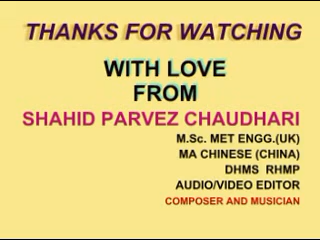 THANKS FOR WATCHING
WITH LOVE
FROM
SHAHID PARVEZ CHAUDHARI
M.Sc. MET ENGG.(UK)
MA CHINESE (CHINA)
DHMS RHMP
AUDIO/VIDEO EDITOR
COMPOSER AND MUSICIAN